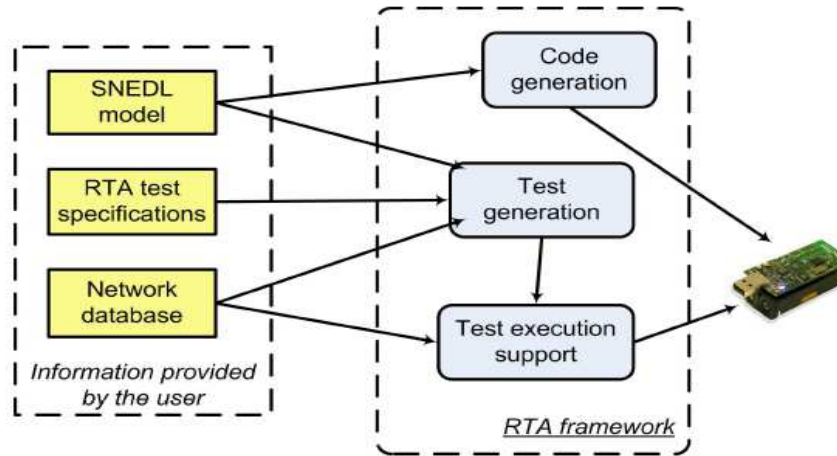 SNEDL
model
RTA test
specifications
Network
database
Information provided
by the user
Code
generation
Test
generation
Test execution
support
RTA framework